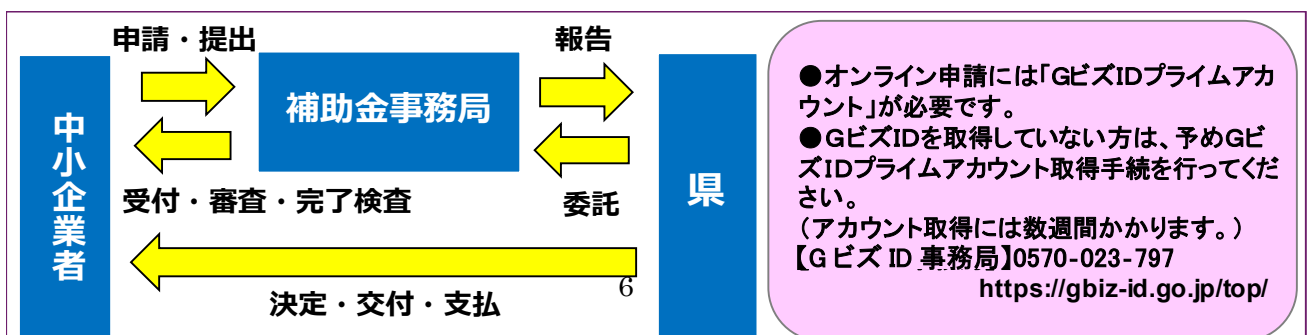 申請・提出
報告
中小企業者
補助金事務局
県
受付・審査・完了検査
委託
決定・交付・支払
6
●オンライン申請には「GビズIDプライムアカ
ウント」が必要です。
●GビズIDを取得していない方は、予めGビ
ズIDプライムアカウント取得手続を行ってくだ
さい。
(アカウント取得には数週間かかります。)
【G ビズ ID 事務局】0570-023-797
https://gbiz-id.go.jp/top/